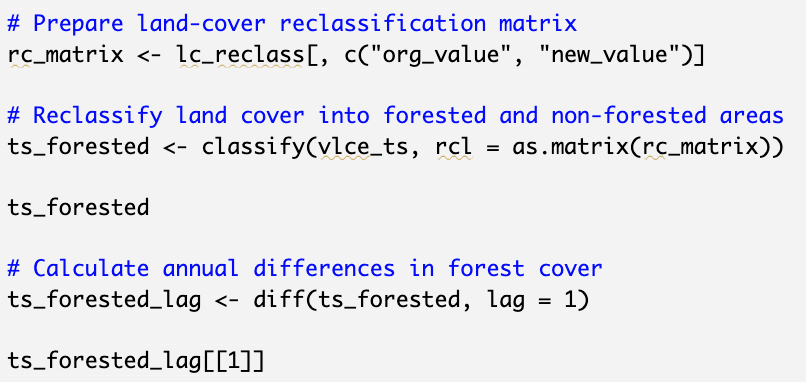 # Prepare land-cover reclassification matrix
rc_matrix <- lc_reclass[, c("org_value", "new_value")]
# Reclassify land cover into forested and non-forested areas
ts_forested <- classify(vlce_ts, rcl = as.matrix(rc_matrix))
ts_forested
# Calculate annual differences in forest cover
ts_forested_lag <- diff(ts_forested, lag = 1)
ts_forested_lag[[1]]